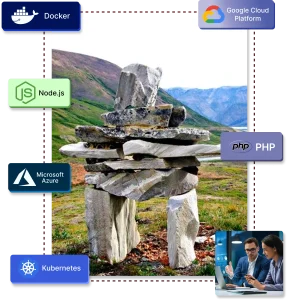 Docker
Google Cloud
Platform
Node.js
php PHP
Microsoft
Azure
Kubernetes